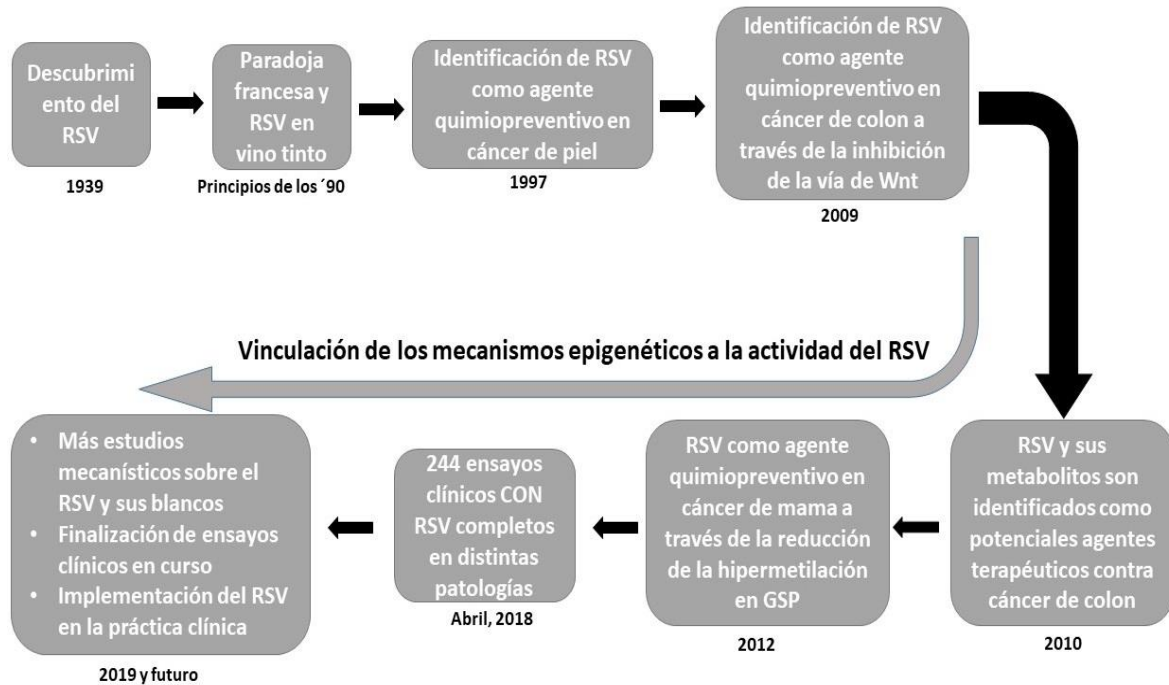 Descubrimi
ento del
RSV
1939
Paradoja
francesa y
RSV en
vino tinto
Principios de los ´90
Identificación de RSV
como agente
quimiopreventivo en
cáncer de piel
1997
Identificación de RSV
como agente
quimiopreventivo en
cáncer de colon a
través de la inhibición
de la vía de Wnt
2009
Vinculación de los mecanismos epigenéticos a la actividad del RSV
RSV y sus
metabolitos son
identificados como
potenciales agentes
terapéuticos contra
cáncer de colon
2010
RSV como agente
quimiopreventivo en
cáncer de mama a
través de la reducción
de la hipermetilación
en GSP
2012
244 ensayos
clínicos CON
RSV completos
en distintas
patologías
Abril, 2018
• Más estudios
mecanísticos sobre el
RSV y sus blancos
• Finalización de ensayos
clínicos en curso
• Implementación del RSV
en la práctica clínica
2019 y futuro